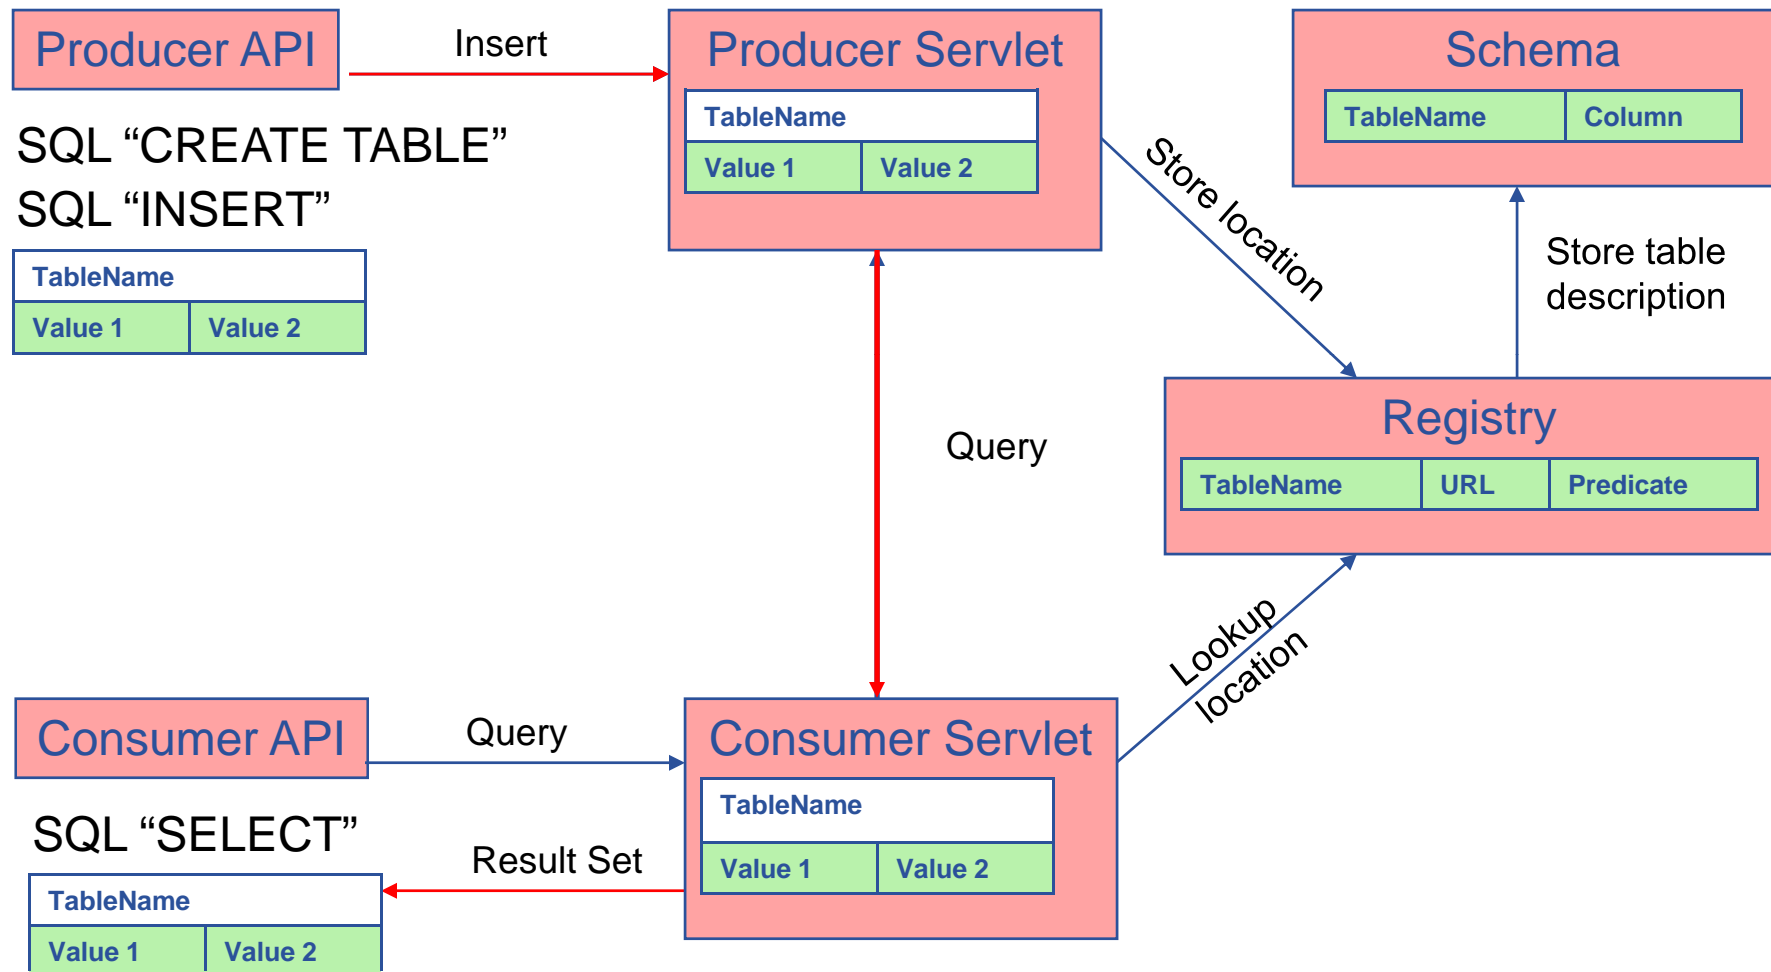 Producer API
Insert
Producer Servlet
TableName
Value 1 Value 2
Schema
TableName Column
SQL “CREATE TABLE”
SQL “INSERT”
TableName
Value 1 Value 2
Store location
Store table
description
Registry
TableName URL Predicate
Query
Lookup
location
Consumer API
Query
Consumer Servlet
TableName
Value 1 Value 2
SQL “SELECT”
Result Set
TableName
Value 1 Value 2